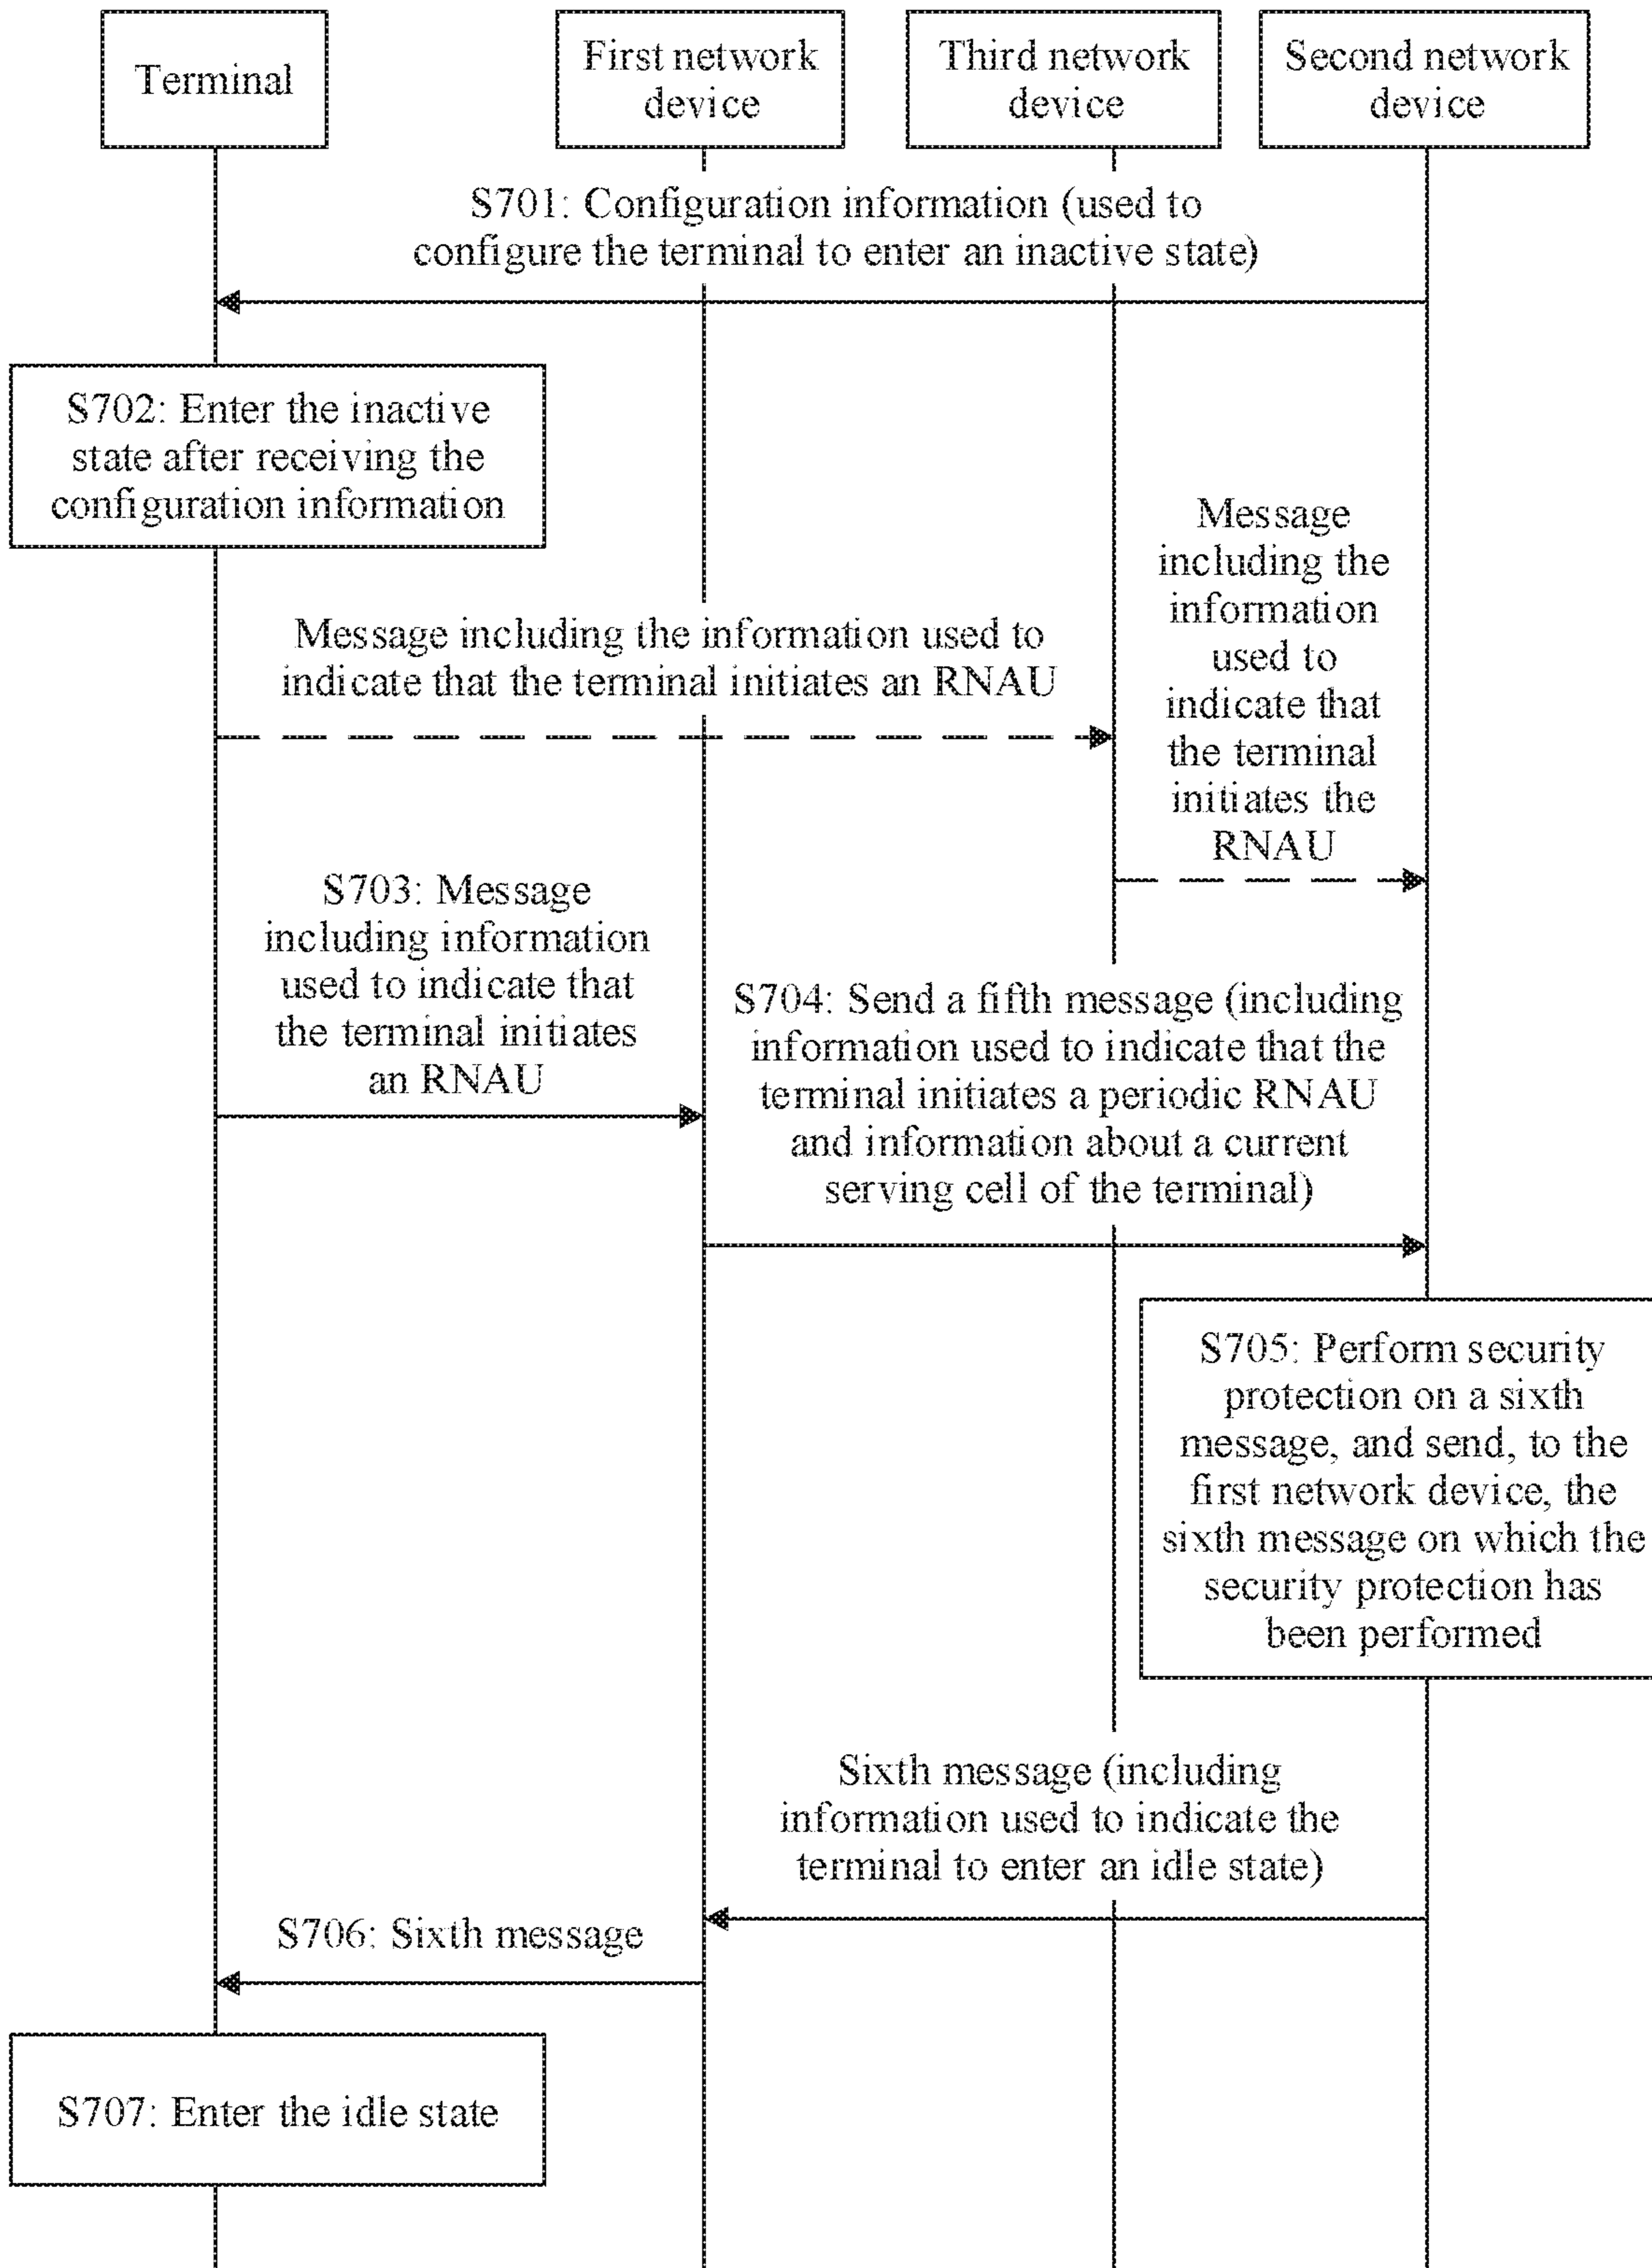 Terminal
First network
device
Third network
device
Second network
device
S701: Configuration information (used to
configure the terminal to enter an inactive state)
S702: Enter the inactive
state after receiving the
configuration information
Message
including the
information
used to
indicate that
the terminal
initiates the
RNAU
Message including the information used to
indicate that the terminal initiates an RNAU
S703: Message
including information
used to indicate that
the terminal initiates
an RNAU
S704: Send a fifth message (including
information used to indicate that the
terminal initiates a periodic RNAU
and information about a current
serving cell of the terminal)
S705: Perform security
protection on a sixth
message, and send, to the
first network device, the
sixth message on which the
security protection has
been performed
Sixth message (including
information used to indicate the
terminal to enter an idle state)
S706: Sixth message
S707: Enter the idle state